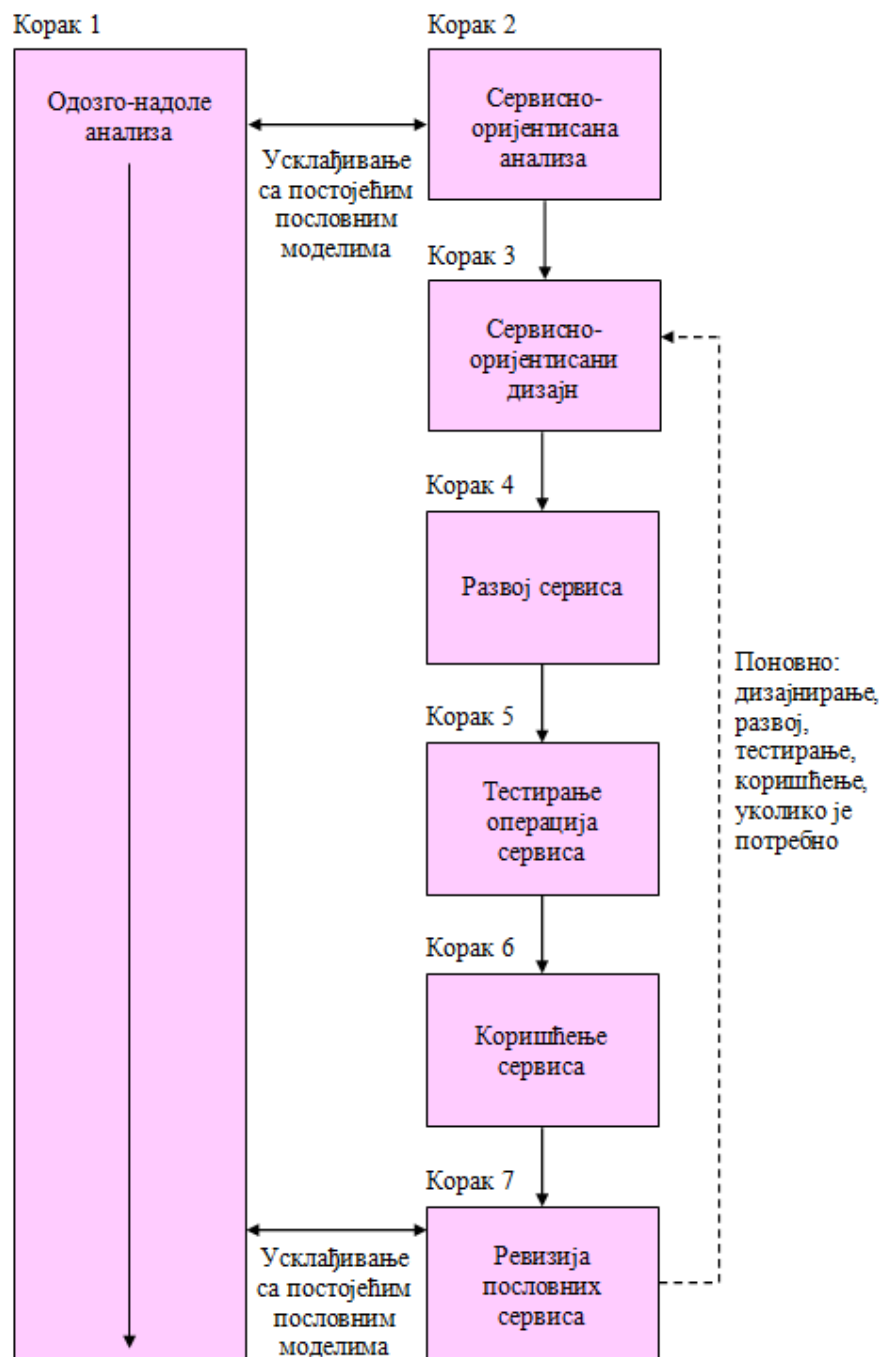 Корак 1
Одозго-надоле
анализа
Корак 2
Сервисно-
оријентисана
анализа
Усклађивање
са постојећим
пословним
моделима
Корак 3
Сервисно-
оријентисани
дизајн
Корак 4
Развој сервиса
Поновно:
дизајнирање,
развој,
тестирање,
коришћење,
уколико је
потребно
Корак 5
Тестирање
операција
сервиса
Корак 6
Коришћење
сервиса
Корак 7
Ревизија
пословних
сервиса
Усклађивање
са постојећим
пословним
моделима